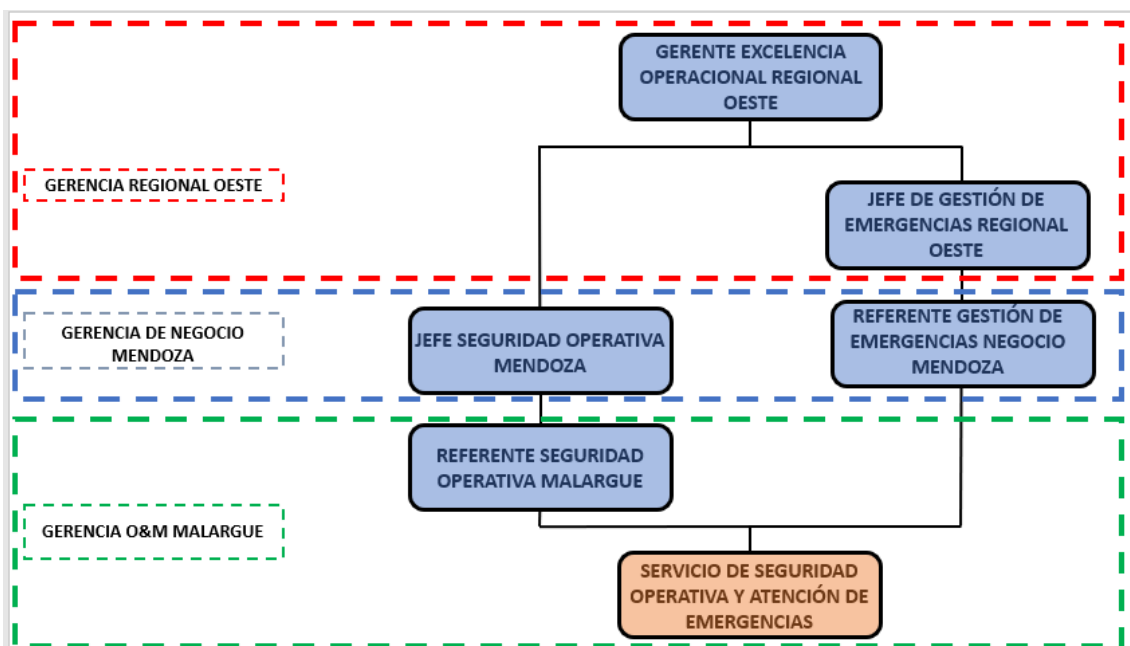 GERENTE EXCELENCIA
OPERACIONAL REGIONAL
OESTE
GERENCIA REGIONAL OESTE
JEFE DE GESTIÓN DE
EMERGENCIAS REGIONAL
OESTE
GERENCIA DE NEGOCIO
MENDOZA
JEFE SEGURIDAD OPERATIVA
MENDOZA
REFERENTE GESTIÓN DE
EMERGENCIAS NEGOCIO
MENDOZA
REFERENTE SEGURIDAD
OPERATIVA MALARGUE
GERENCIA O&M MALARGUE
SERVICIO DE SEGURIDAD
OPERATIVA Y ATENCIÓN DE
EMERGENCIAS